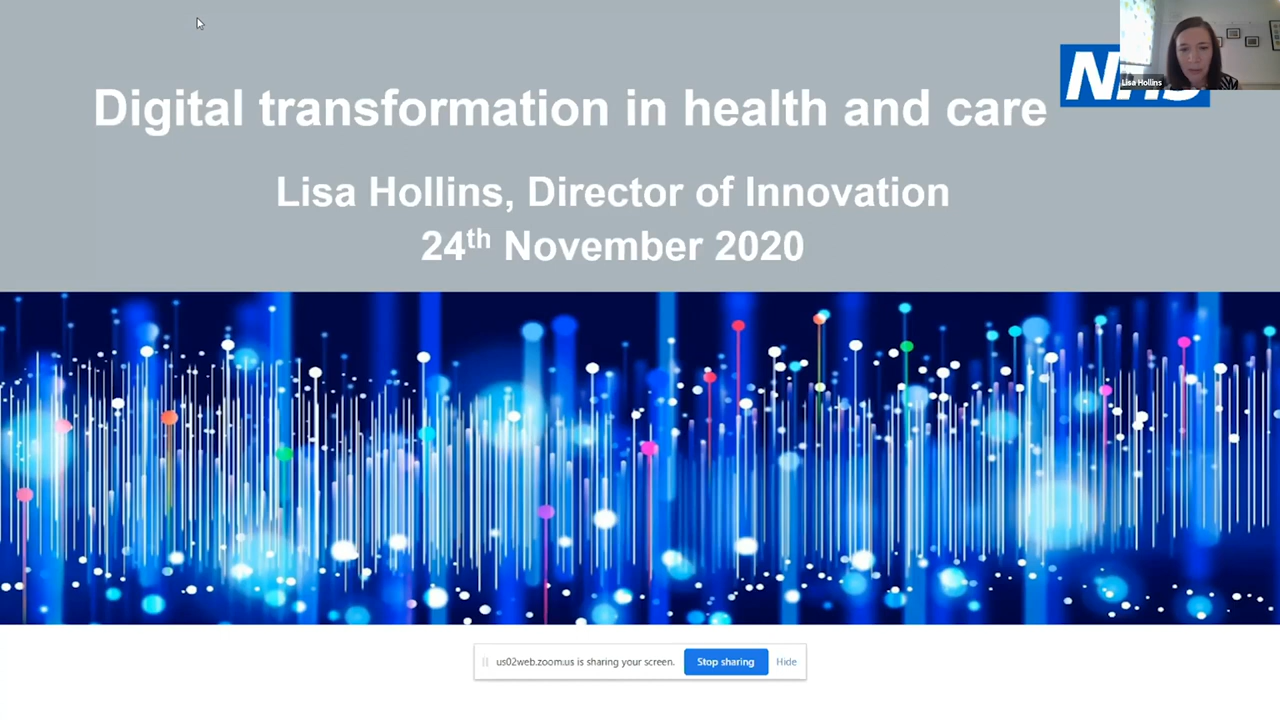 Digital transformation in health and care
Lisa Hollins, Director of Innovation
24th November 2020
NHS
Lisa Hollins
us02web.zoom.us is sharing your screen.
Stop sharing
Hide